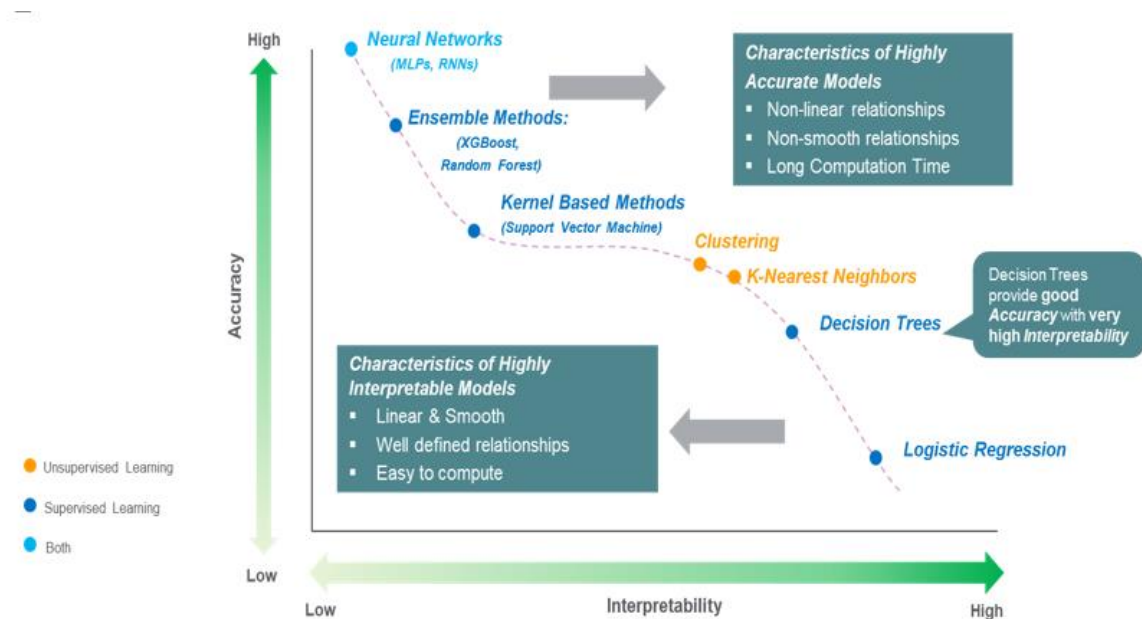 High
Neural Networks
(MLPs, RNNs)
Characteristics of Highly
Accurate Models
▪ Non-linear relationships
▪ Non-smooth relationships
▪ Long Computation Time
Ensemble Methods:
(XGBoost,
Random Forest)
Kernel Based Methods
(Support Vector Machine)
Clustering
K-Nearest Neighbors
Accuracy
Decision Trees
Decision Trees
provide good
Accuracy with very
high Interpretability
Characteristics of Highly
Interpretable Models
▪ Linear & Smooth
▪ Well defined relationships
▪ Easy to compute
Logistic Regression
Unsupervised Learning
Supervised Learning
Both
Low
Low
Interpretability
High